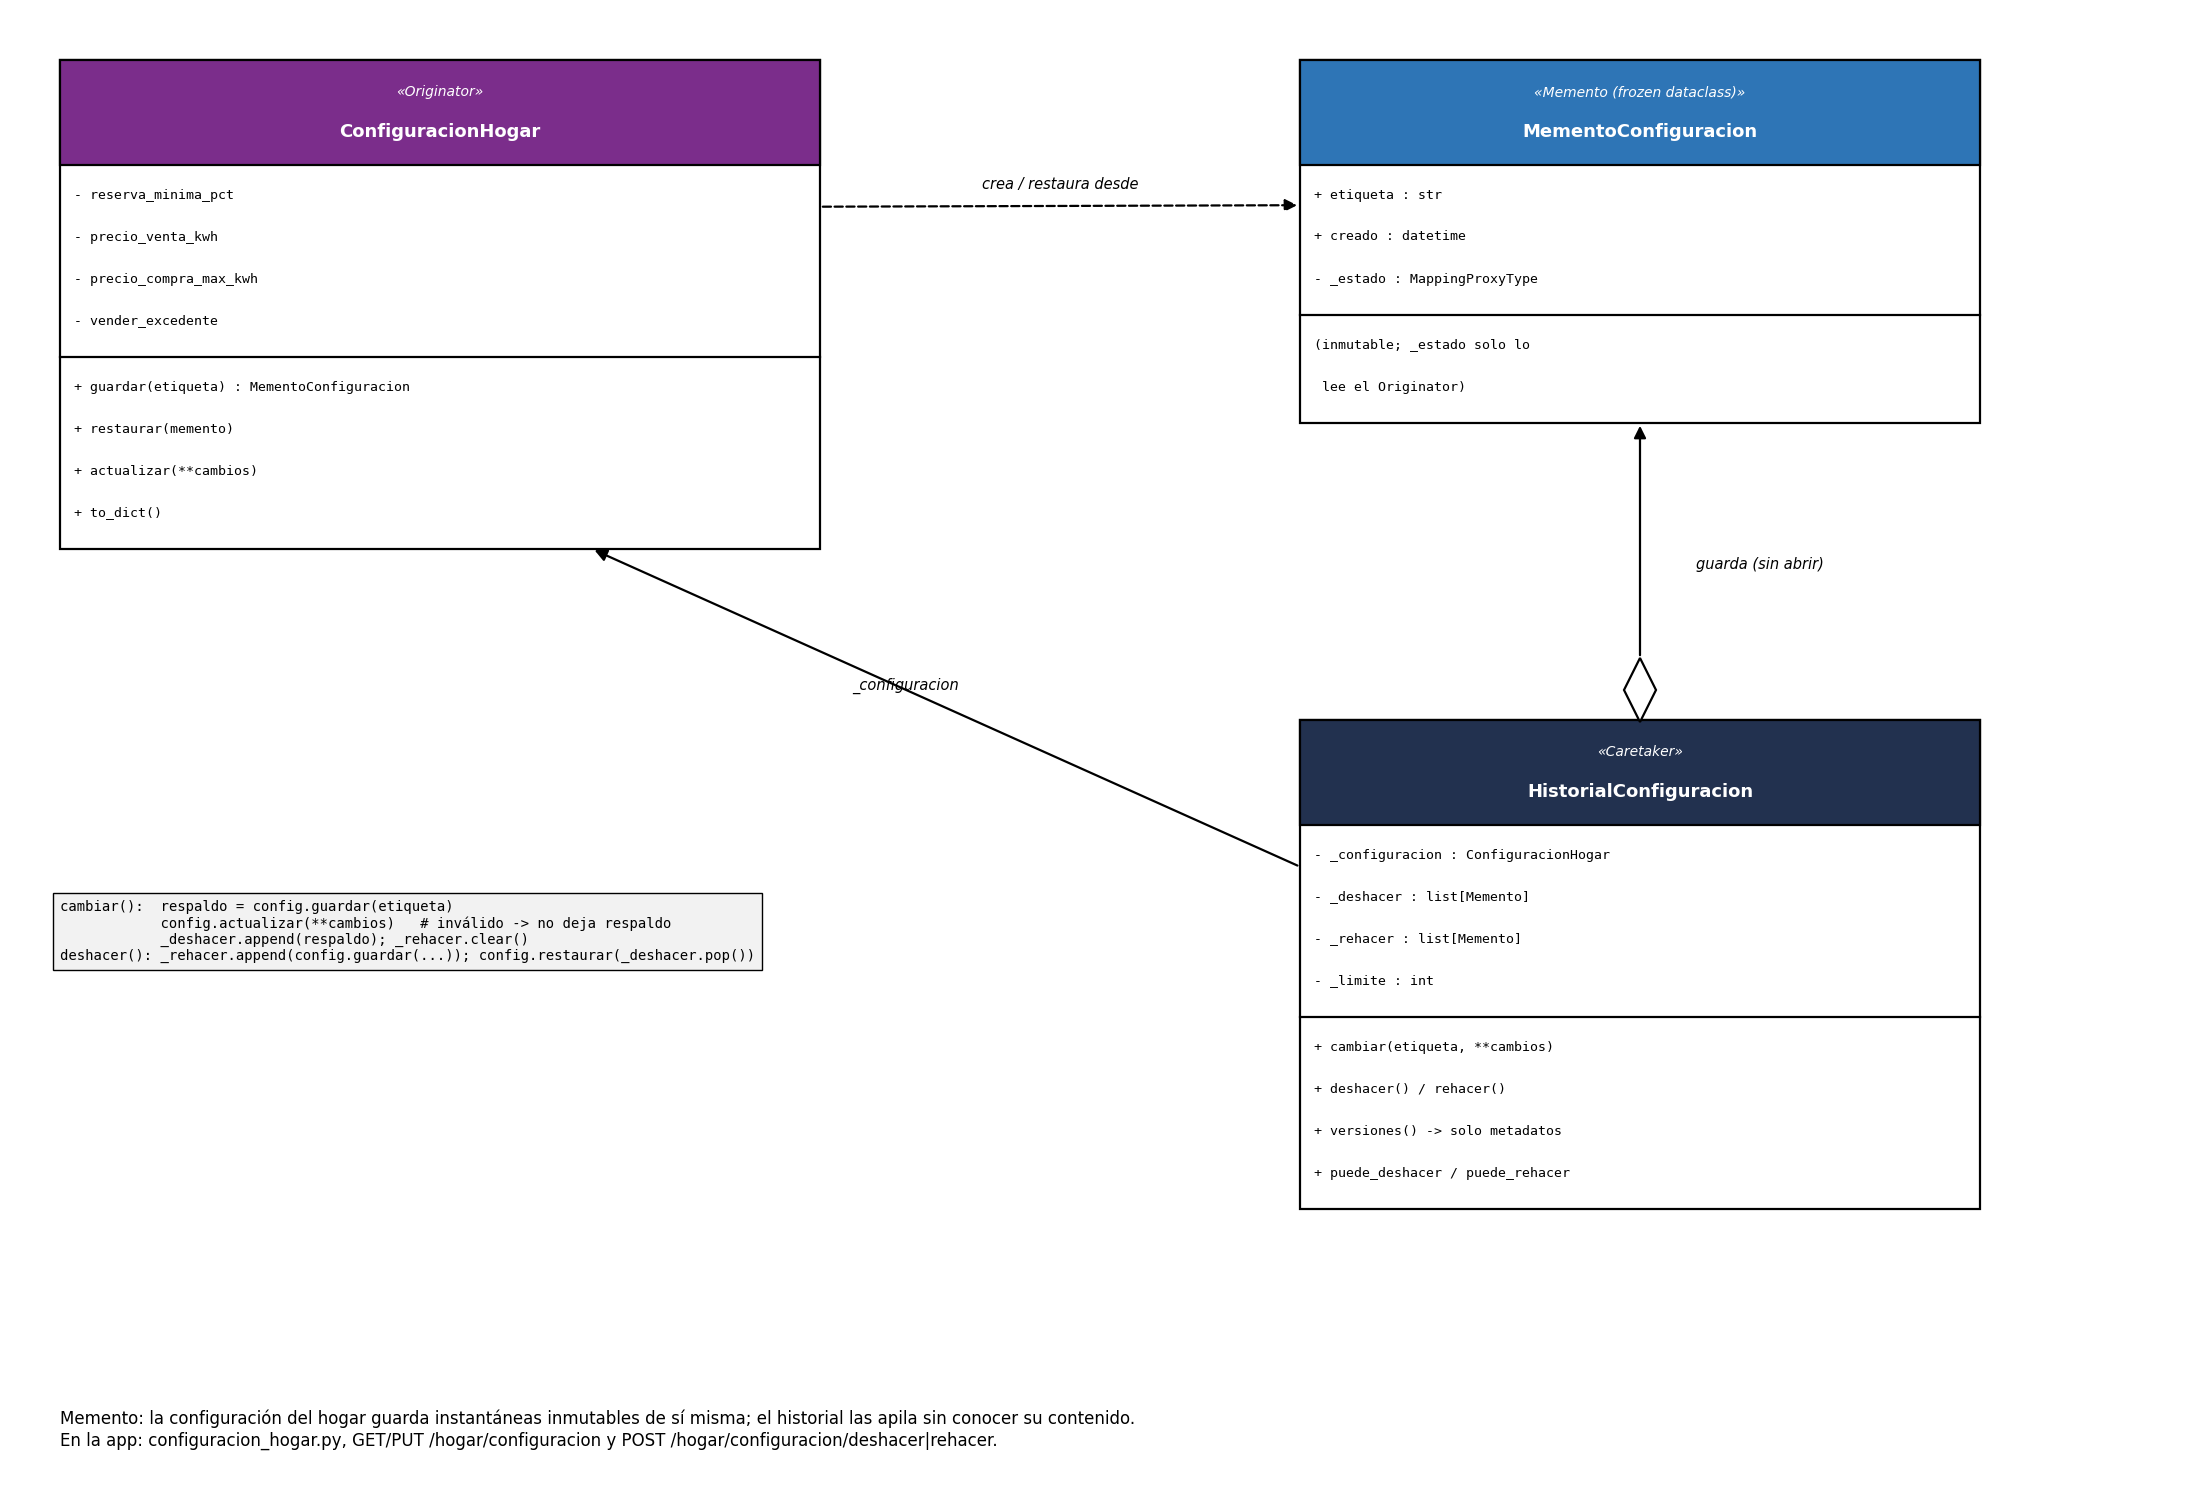 «Originator»
ConfiguracionHogar
- reserva_minima_pct
- precio_venta_kwh
- precio_compra_max_kwh
- vender_excedente
+ guardar(etiqueta) : MementoConfiguracion
+ restaurar(memento)
+ actualizar(**cambios)
+ to_dict()
crea / restaura desde
«Memento (frozen dataclass)»
MementoConfiguracion
+ etiqueta : str
+ creado : datetime
- _estado : MappingProxyType
(inmutable; _estado solo lo
lee el Originator)
guarda (sin abrir)
_configuracion
«Caretaker»
HistorialConfiguracion
- _configuracion : ConfiguracionHogar
- _deshacer : list[Memento]
- _rehacer : list[Memento]
- _limite : int
+ cambiar(etiqueta, **cambios)
+ deshacer() / rehacer()
+ versiones() -> solo metadatos
+ puede_deshacer / puede_rehacer
cambiar():  respaldo = config.guardar(etiqueta)
config.actualizar(**cambios)   # inválido -> no deja respaldo
_deshacer.append(respaldo); _rehacer.clear()
deshacer(): _rehacer.append(config.guardar(...)); config.restaurar(_deshacer.pop())
Memento: la configuración del hogar guarda instantáneas inmutables de sí misma; el historial las apila sin conocer su contenido.
En la app: configuracion_hogar.py, GET/PUT /hogar/configuracion y POST /hogar/configuracion/deshacer|rehacer.